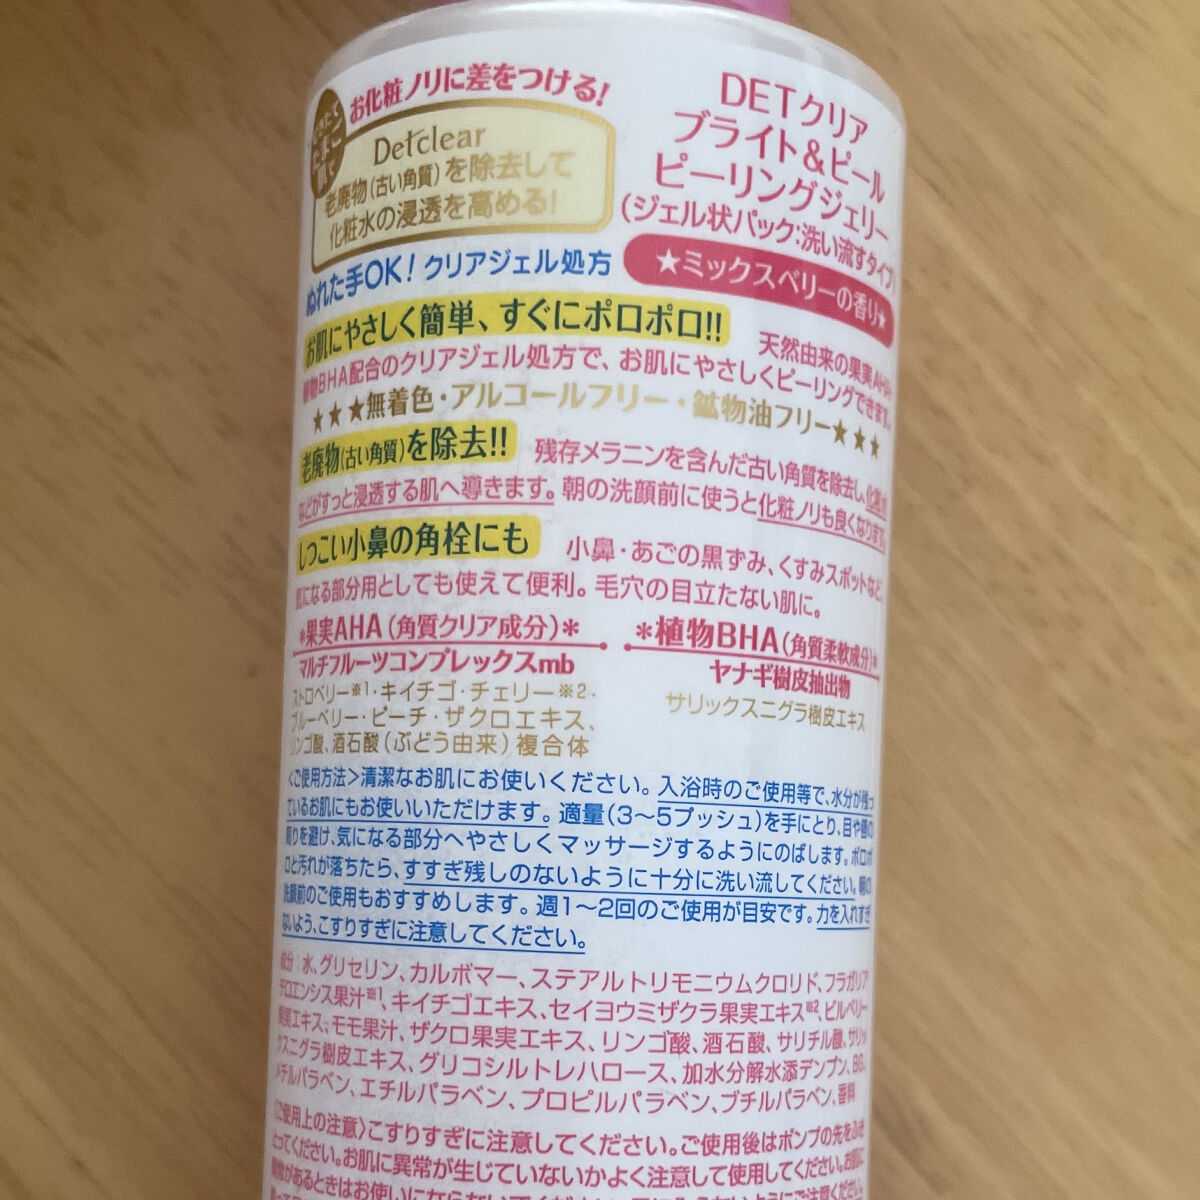 お化粧ノリに差をつける!
Detclear
老廃物(古い角質)を除去して
化粧水の浸透を高める!
DETクリア
ブライト&ピール
ピーリングジェリー
(ジェル状パック:洗い流すタイプ)
★ミックスベリーの香り★
ぬれた手OK! クリアジェル処方
お肌にやさしく簡単、すぐにポロポロ!! 天然由来の果実AHA・
植物BHA配合のクリアジェル処方で、お肌にやさしくピーリングできます。
★★★無着色・アルコールフリー・鉱物油フリー★★★
老廃物(古い角質)を除去!! 残存メラニンを含んだ古い角質を除去し、化粧水
などがすっと浸透する肌へ導きます。朝の洗顔前に使うと化粧ノリも良くなります。
しつこい小鼻の角栓にも 小鼻・あごの黒ずみ、くすみスポットなど、
気になる部分用としても使えて便利。毛穴の目立たない肌に。
*果実AHA(角質クリア成分)*
マルチフルーツコンプレックスmb
ストロベリー※1・キイチゴ・チェリー※2・
ブルーベリー・ピーチ・ザクロエキス、
リンゴ酸、酒石酸(ぶどう由来)複合体
*植物BHA(角質柔軟成分)*
ヤナギ樹皮抽出物
サリックスニグラ樹皮エキス
<ご使用方法>清潔なお肌にお使いください。入浴時のご使用等で、水分が残っ
ているお肌にもお使いいただけます。適量(3〜5プッシュ)を手にとり、目や唇の
周りを避け、気になる部分へやさしくマッサージするようにのばします。ポロポ
ロと汚れが落ちたら、すすぎ残しのないように十分に洗い流してください。朝の
洗顔前のご使用もおすすめします。週1〜2回のご使用が目安です。力を入れすぎ
ないよう、こすりすぎに注意してください。
成分:水、グリセリン、カルボマー、ステアルトリモニウムクロリド、フラガリア
チロエンシス果汁※1、キイチゴエキス、セイヨウミザクラ果実エキス※2、ビルベリー
果実エキス、モモ果汁、ザクロ果実エキス、リンゴ酸、酒石酸、サリチル酸、サリッ
クスニグラ樹皮エキス、グリコシルトレハロース、加水分解水添デンプン、BG、
メチルパラベン、エチルパラベン、プロピルパラベン、ブチルパラベン、香料
<ご使用上の注意>こすりすぎに注意してください。ご使用後はポンプの先をふき
とってください。お肌に異常が生じていないかよく注意して使用してください。お肌に
異常があるときはお使いにならないでください